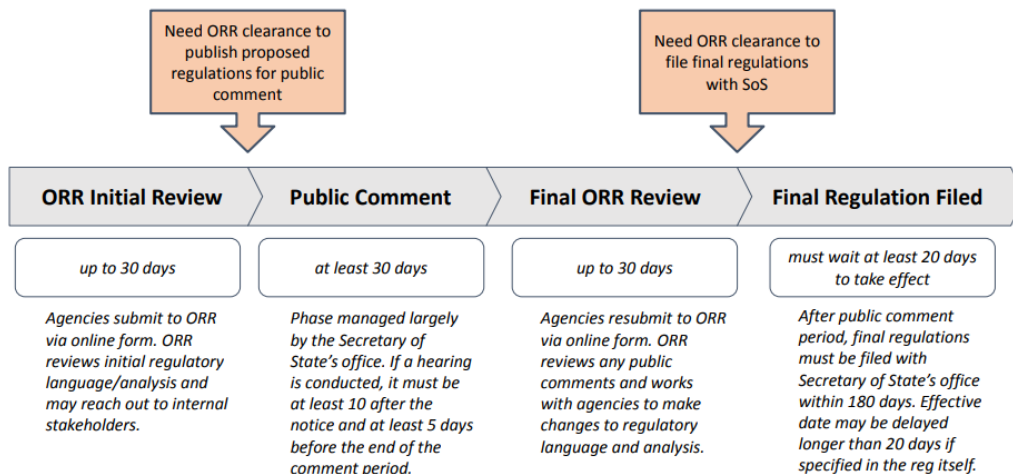 Need ORR clearance to
publish proposed
regulations for public
comment
Need ORR clearance to
file final regulations
with SoS
ORR Initial Review
Public Comment
Final ORR Review
Final Regulation Filed
up to 30 days
at least 30 days
up to 30 days
must wait at least 20 days
to take effect
Agencies submit to ORR
via online form. ORR
reviews initial regulatory
language/analysis and
may reach out to internal
stakeholders.
Phase managed largely
by the Secretary of
State's office. If a hearing
is conducted, it must be
at least 10 after the
notice and at least 5 days
before the end of the
comment period.
Agencies resubmit to ORR
via online form. ORR
reviews any public
comments and works
with agencies to make
changes to regulatory
language and analysis.
After public comment
period, final regulations
must be filed with
Secretary of State's office
within 180 days. Effective
date may be delayed
longer than 20 days if
specified in the reg itself.